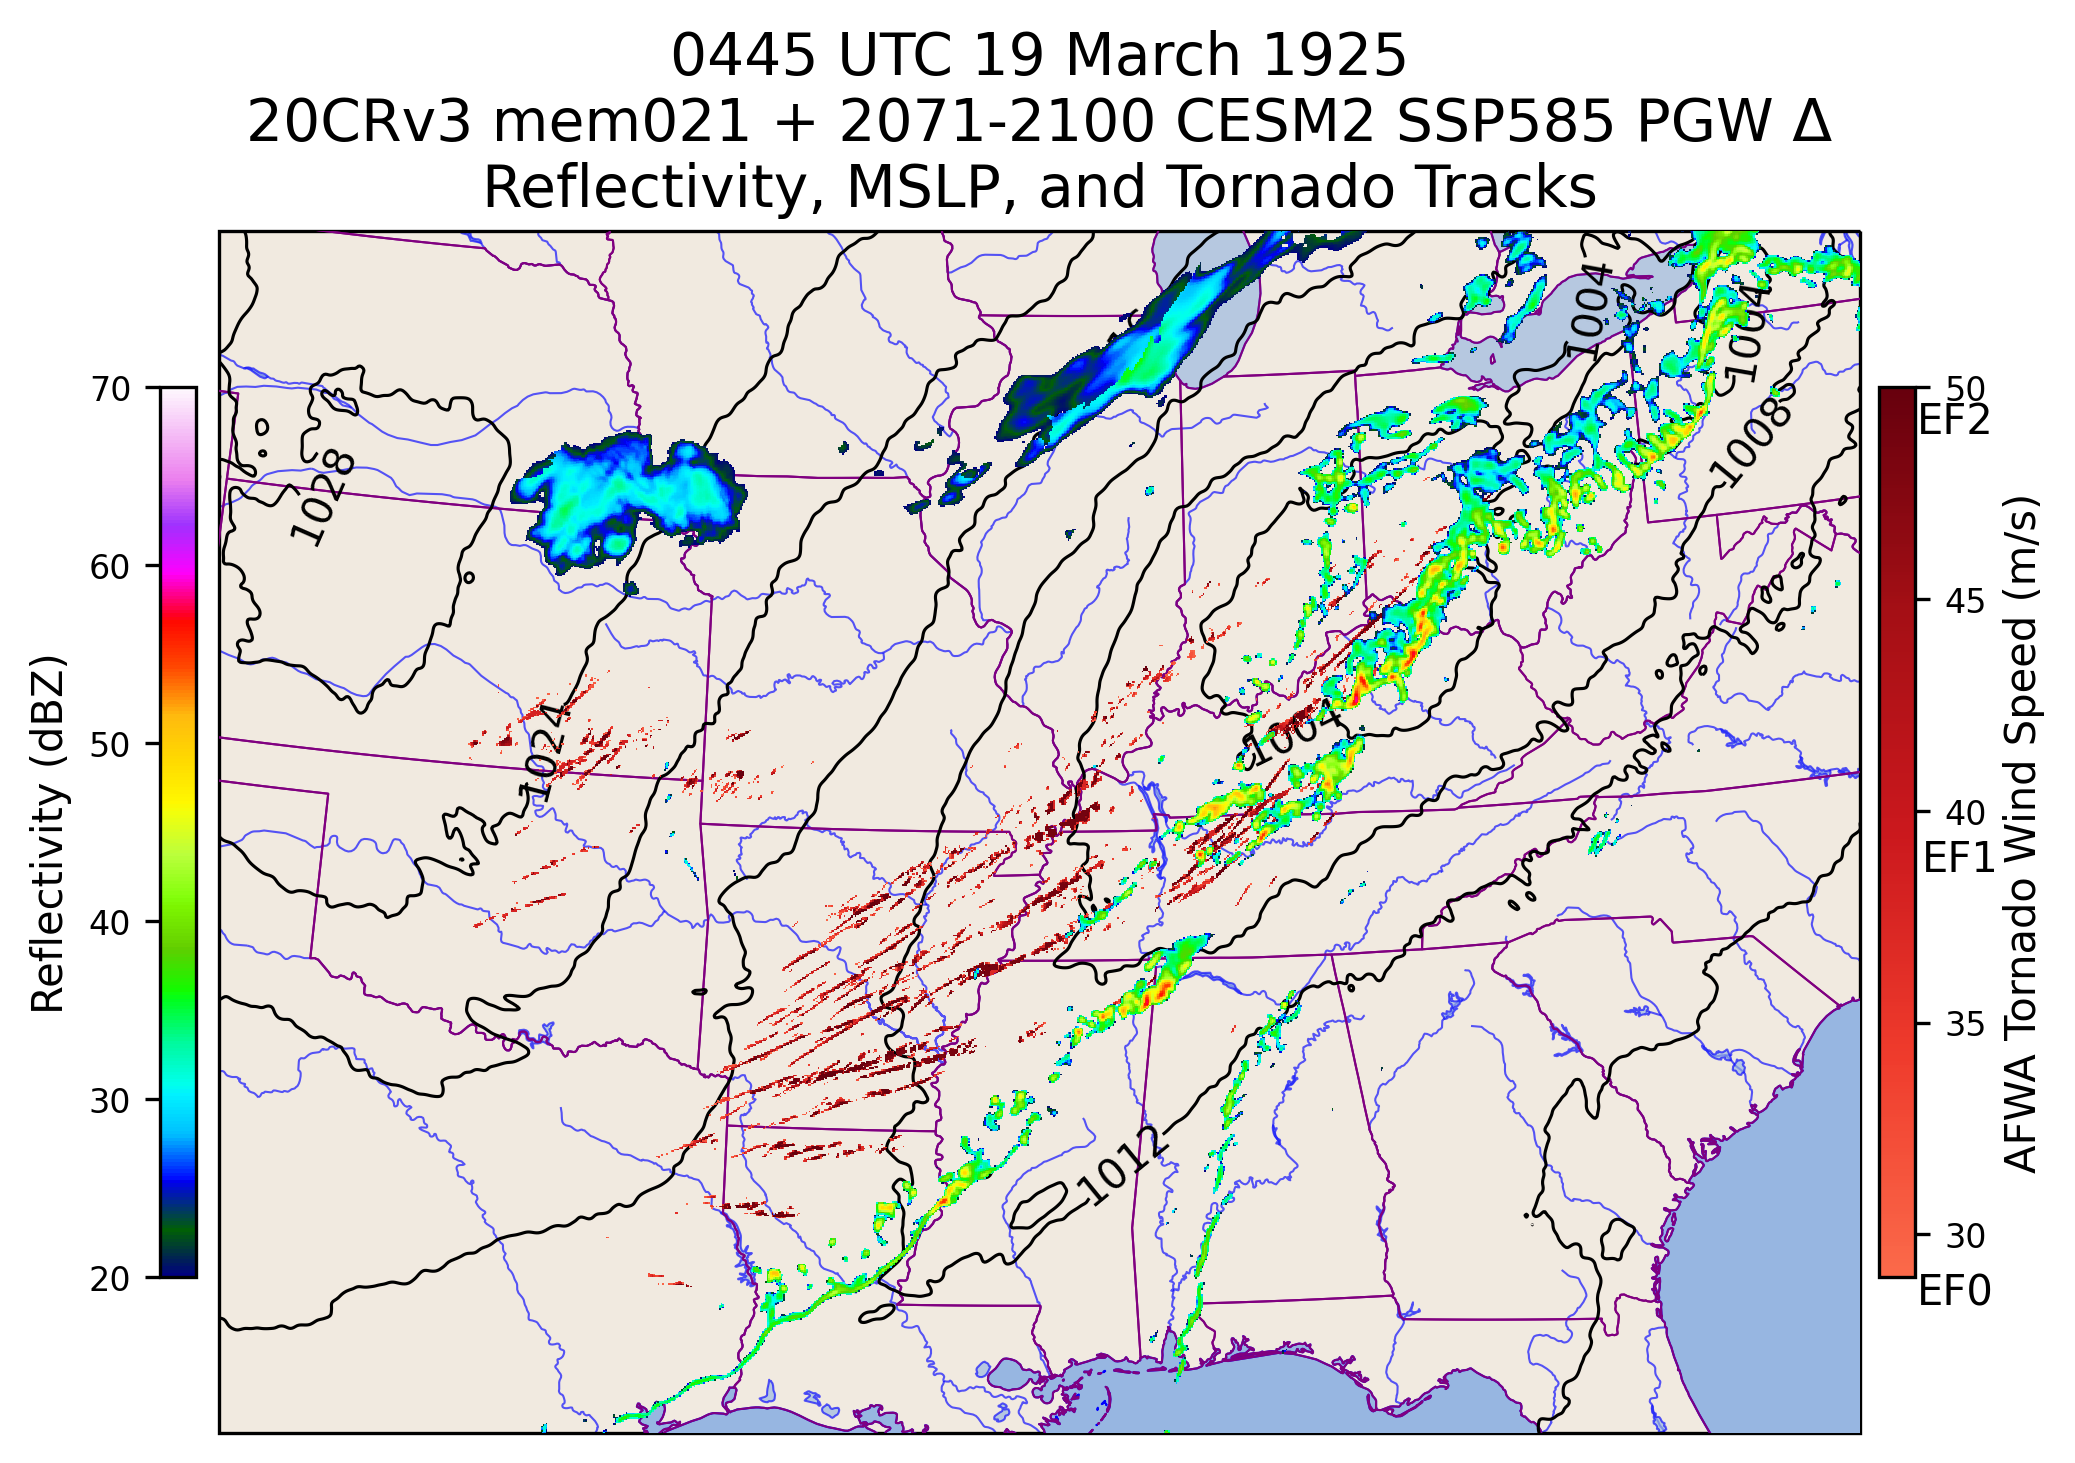 0445 UTC 19 March 1925
20CRv3 mem021 + 2071-2100 CESM2 SSP585 PGW Δ
Reflectivity, MSLP, and Tornado Tracks
70
60
50
40
30
20
Reflectivity (dBZ)
1028
1024
1004
1004
1008
1004
1012
50
EF2
45
40
EF1
35
30
EF0
AFWA Tornado Wind Speed (m/s)